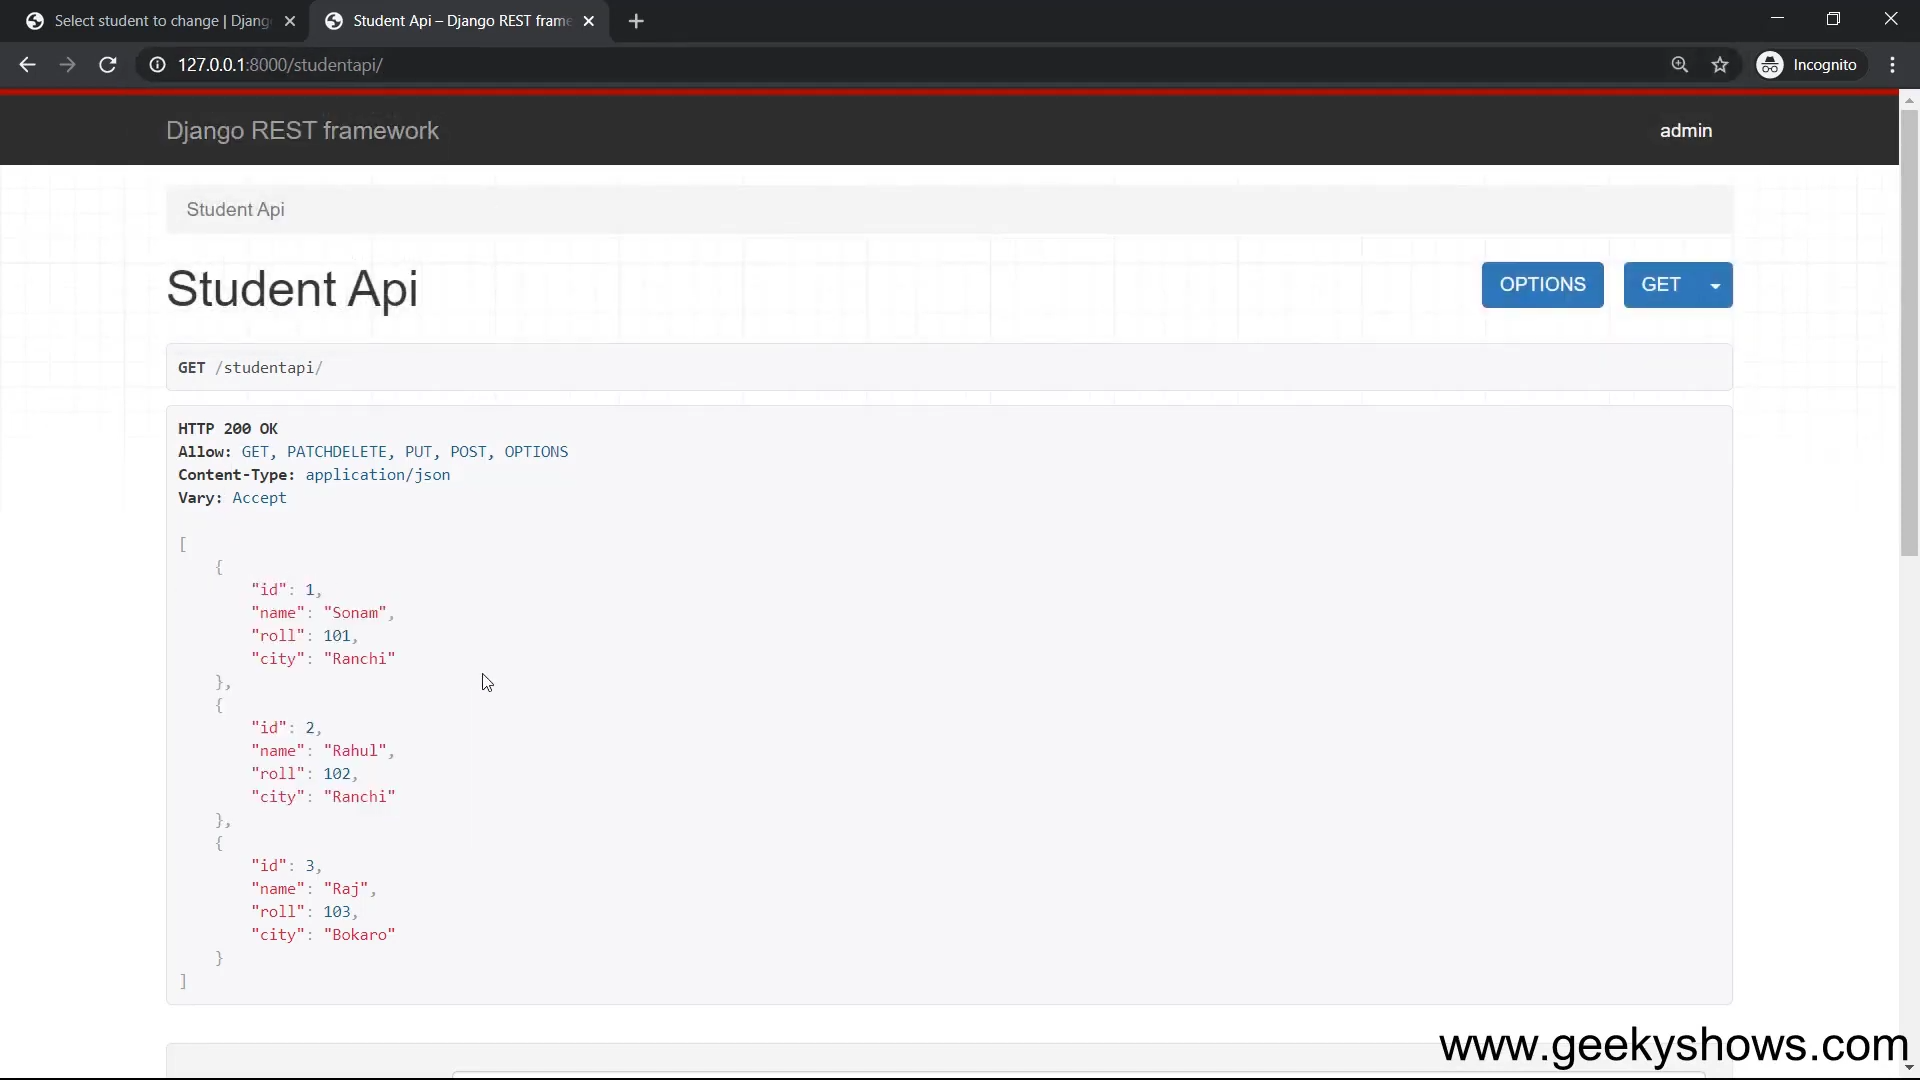 Select student to change | Djang
Student Api – Django REST frame
127.0.0.1:8000/studentapi/
Incognito
Django REST framework
admin
Student Api
Student Api
OPTIONS
GET
GET /studentapi/
HTTP 200 OK
Allow: GET, PATCHDELETE, PUT, POST, OPTIONS
Content-Type: application/json
Vary: Accept
[
    {
        "id": 1,
        "name": "Sonam",
        "roll": 101,
        "city": "Ranchi"
    },
    {
        "id": 2,
        "name": "Rahul",
        "roll": 102,
        "city": "Ranchi"
    },
    {
        "id": 3,
        "name": "Raj",
        "roll": 103,
        "city": "Bokaro"
    }
]
www.geekyshows.com